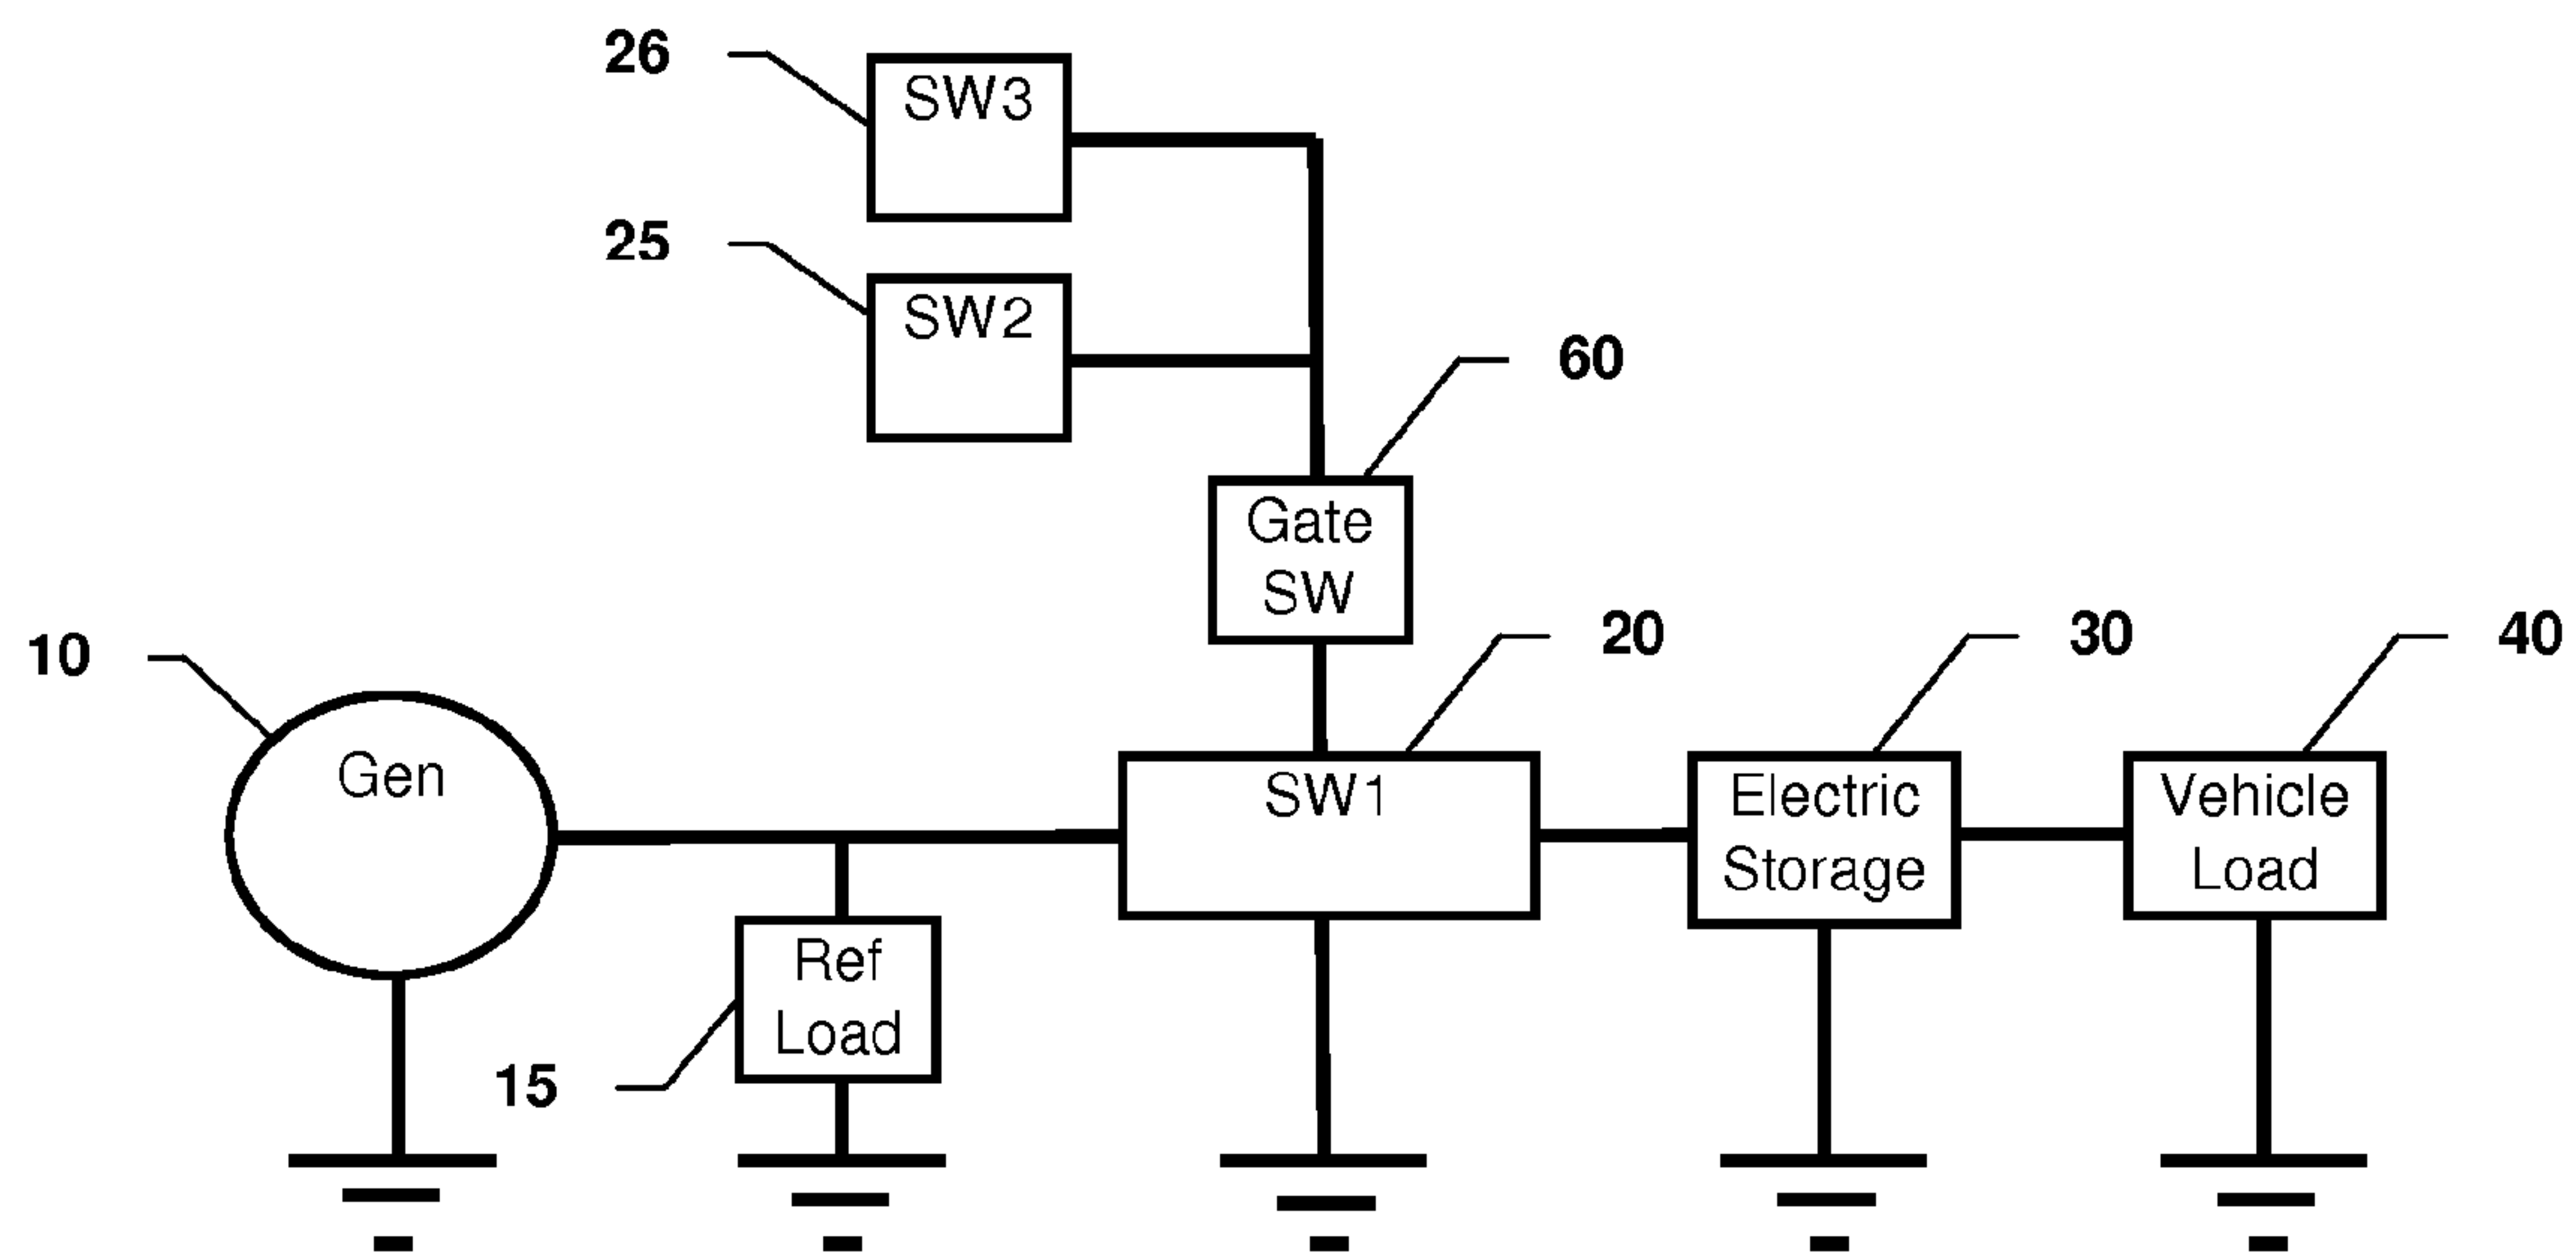 26
SW3
25
SW2
60
Gate
SW
10
20
30
40
Gen
SW1
Electric
Storage
Vehicle
Load
Ref
Load
15